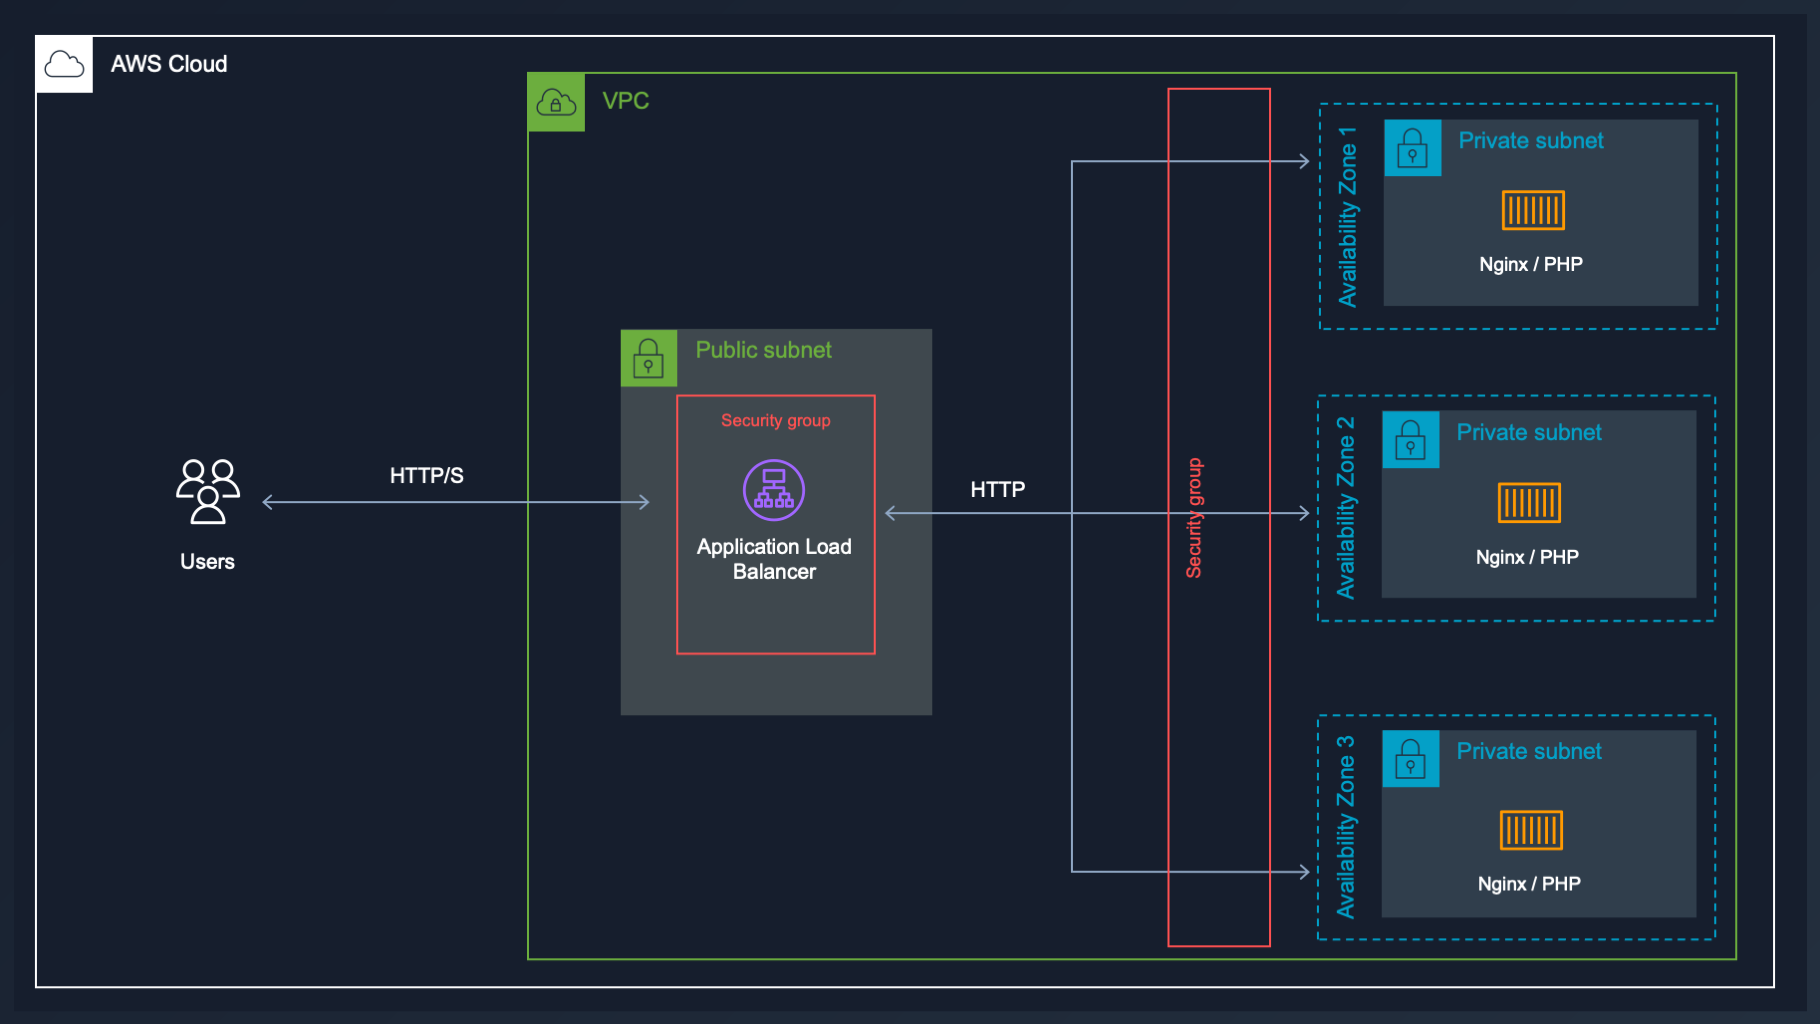 AWS Cloud
VPC
Public subnet
Security group
Application Load
Balancer
HTTP/S
Users
HTTP
Security group
Availability Zone 1
Private subnet
Nginx / PHP
Availability Zone 2
Private subnet
Nginx / PHP
Availability Zone 3
Private subnet
Nginx / PHP